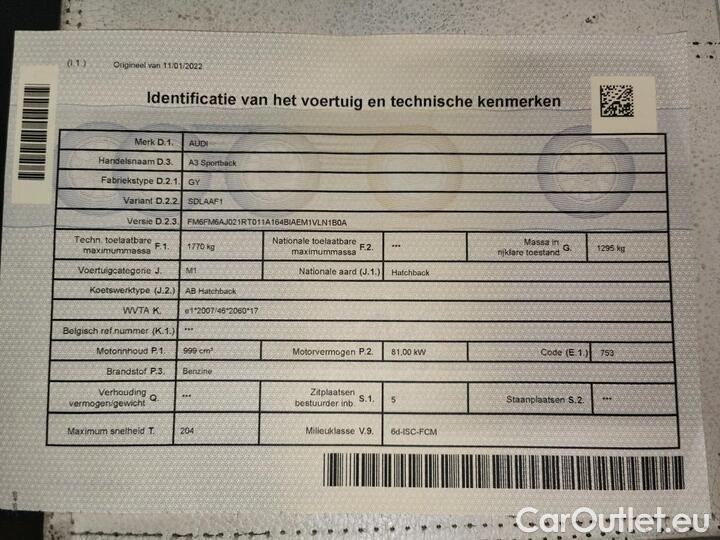 (I.1.) Origineel van 11/01/2022
Identificatie van het voertuig en technische kenmerken
Merk D.1. AUDI
Handelsnaam D.3. A3 Sportback
Fabriekstype D.2.1. GY
Variant D.2.2. SDLAAF1
Versie D.2.3. FM6FM6AJ021RT011A164BIAEM1VLN1B0A
Techn. toelaatbare maximummassa F.1. 1770 kg Nationale toelaatbare maximummassa F.2. *** Massa in rijklare toestand G. 1295 kg
Voertuigcategorie J. M1 Nationale aard (J.1.) Hatchback
Koetswerktype (J.2.) AB Hatchback
WVTA K. e1*2007/46*2060*17
Belgisch ref.nummer (K.1.) ***
Motorinhoud P.1. 999 cm³ Motorvermogen P.2. 81,00 kW Code (E.1.) 753
Brandstof P.3. Benzine
Verhouding vermogen/gewicht Q. *** Zitplaatsen bestuurder inb. S.1. 5 Staanplaatsen S.2. ***
Maximum snelheid T. 204 Milieuklasse V.9. 6d-ISC-FCM
CarOutlet.eu